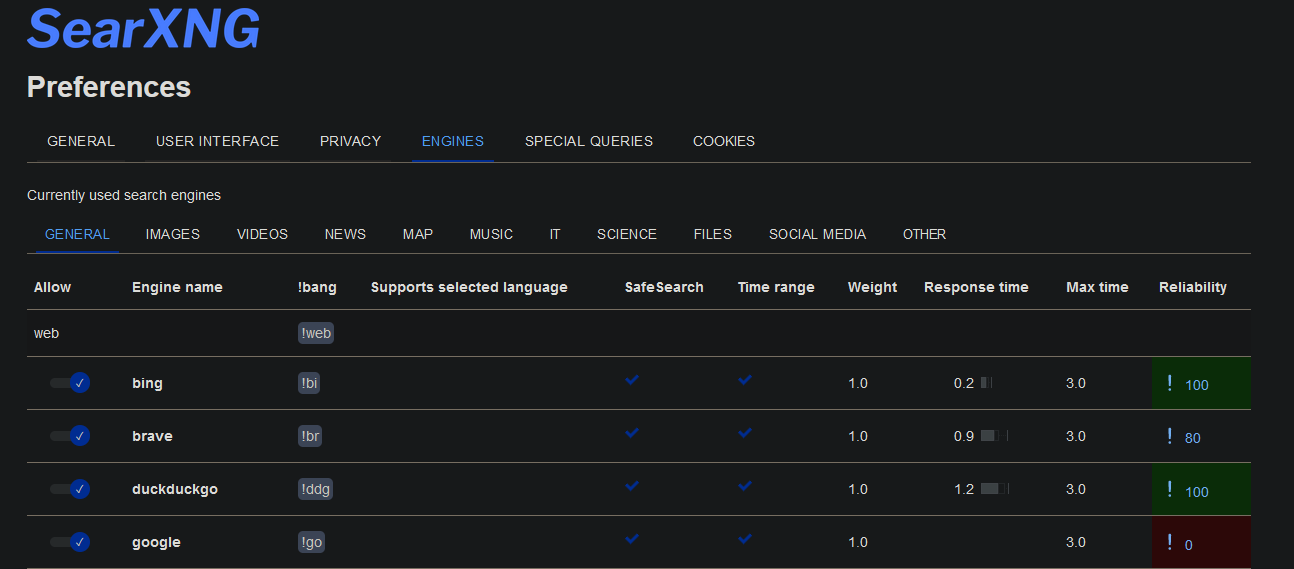 SearXNG
Preferences
GENERAL USER INTERFACE PRIVACY ENGINES SPECIAL QUERIES COOKIES
Currently used search engines
GENERAL IMAGES VIDEOS NEWS MAP MUSIC IT SCIENCE FILES SOCIAL MEDIA OTHER
Allow Engine name !bang Supports selected language SafeSearch Time range Weight Response time Max time Reliability
web !web
bing !bi 1.0 0.2 3.0 ! 100
brave !br 1.0 0.9 3.0 ! 80
duckduckgo !ddg 1.0 1.2 3.0 ! 100
google !go 1.0 3.0 ! 0